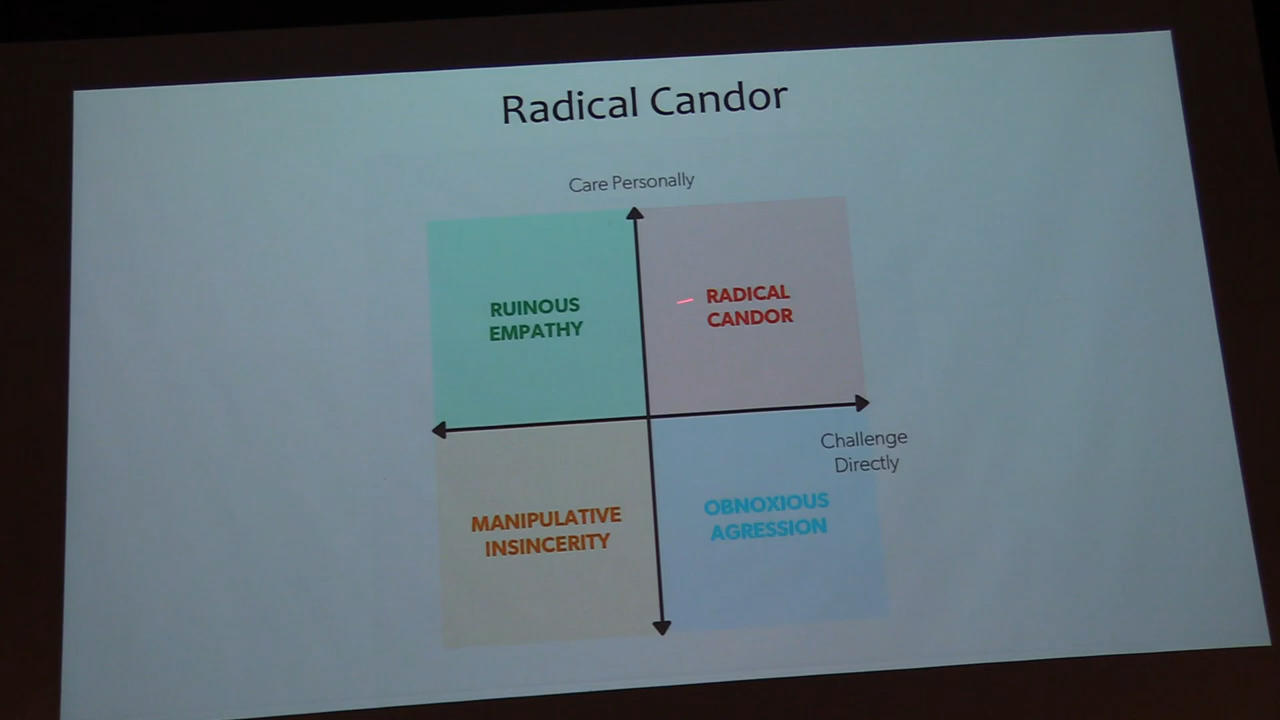 Radical Candor
Care Personally
RUINOUS
EMPATHY
RADICAL
CANDOR
Challenge
Directly
MANIPULATIVE
INSINCERITY
OBNOXIOUS
AGRESSION